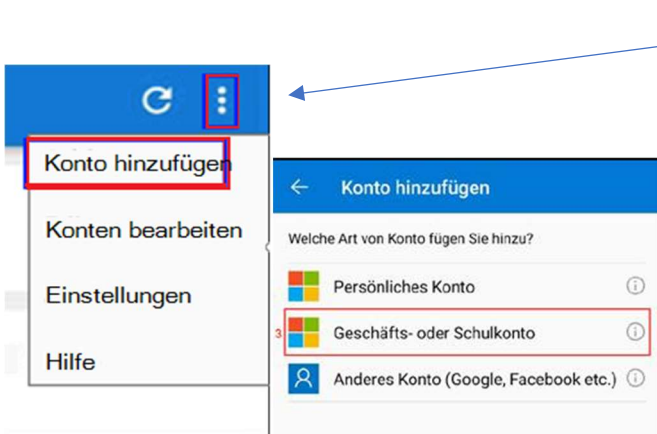 Konto hinzufügen
Konten bearbeiten
Einstellungen
Hilfe
Konto hinzufügen
Welche Art von Konto fügen Sie hinzu?
Persönliches Konto
3 Geschäfts- oder Schulkonto
Anderes Konto (Google, Facebook etc.)